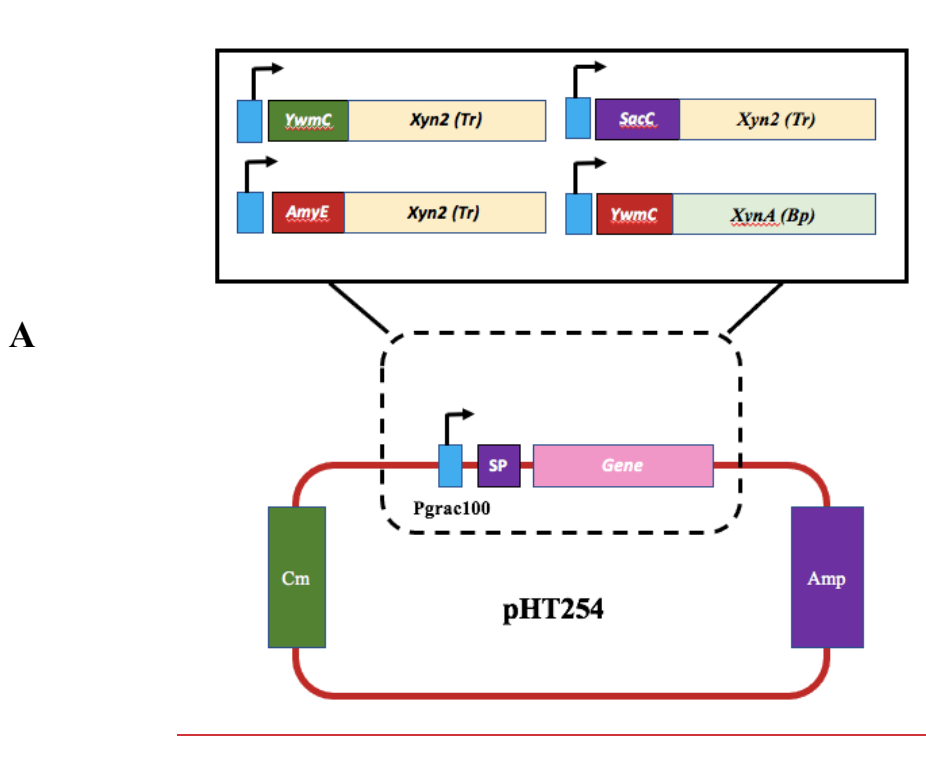 YwmC Xyn2 (Tr) SacC Xyn2 (Tr)
AmyE Xyn2 (Tr) YwmC XynA (Bp)
A
SP Gene
Pgrac100
Cm Amp
pHT254